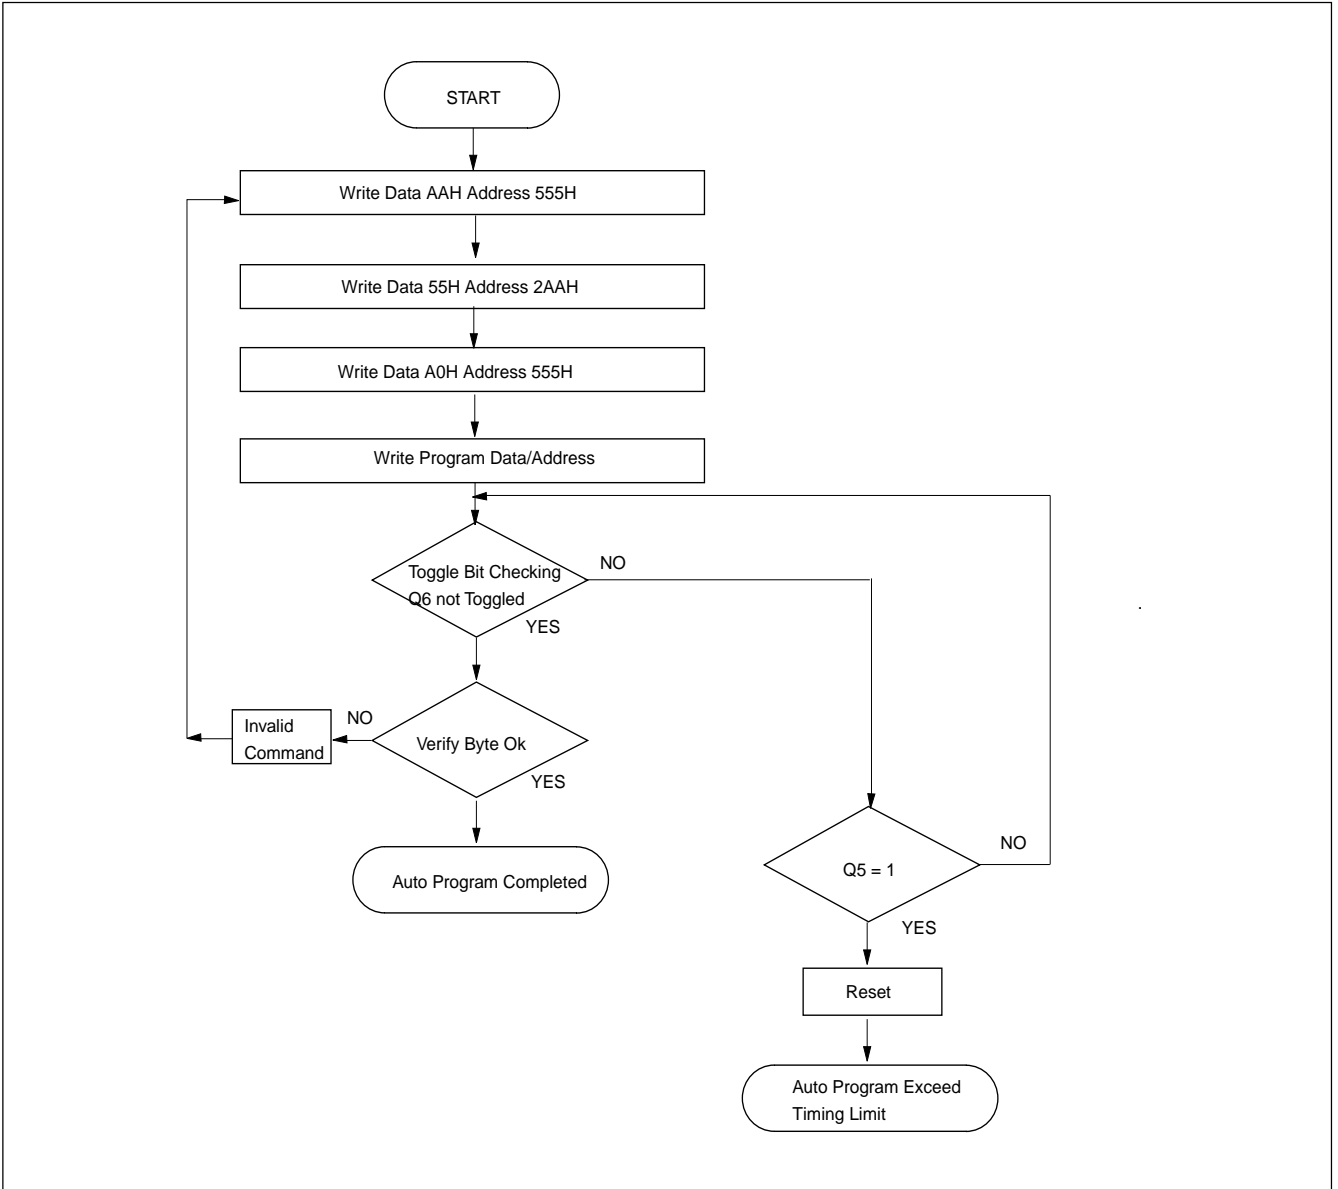 START
Write Data AAH Address 555H
Write Data 55H Address 2AAH
Write Data A0H Address 555H
Write Program Data/Address
Toggle Bit Checking
Q6 not Toggled
NO
YES
Invalid
Command
NO
Verify Byte Ok
YES
Auto Program Completed
Q5 = 1
NO
YES
Reset
Auto Program Exceed
Timing Limit